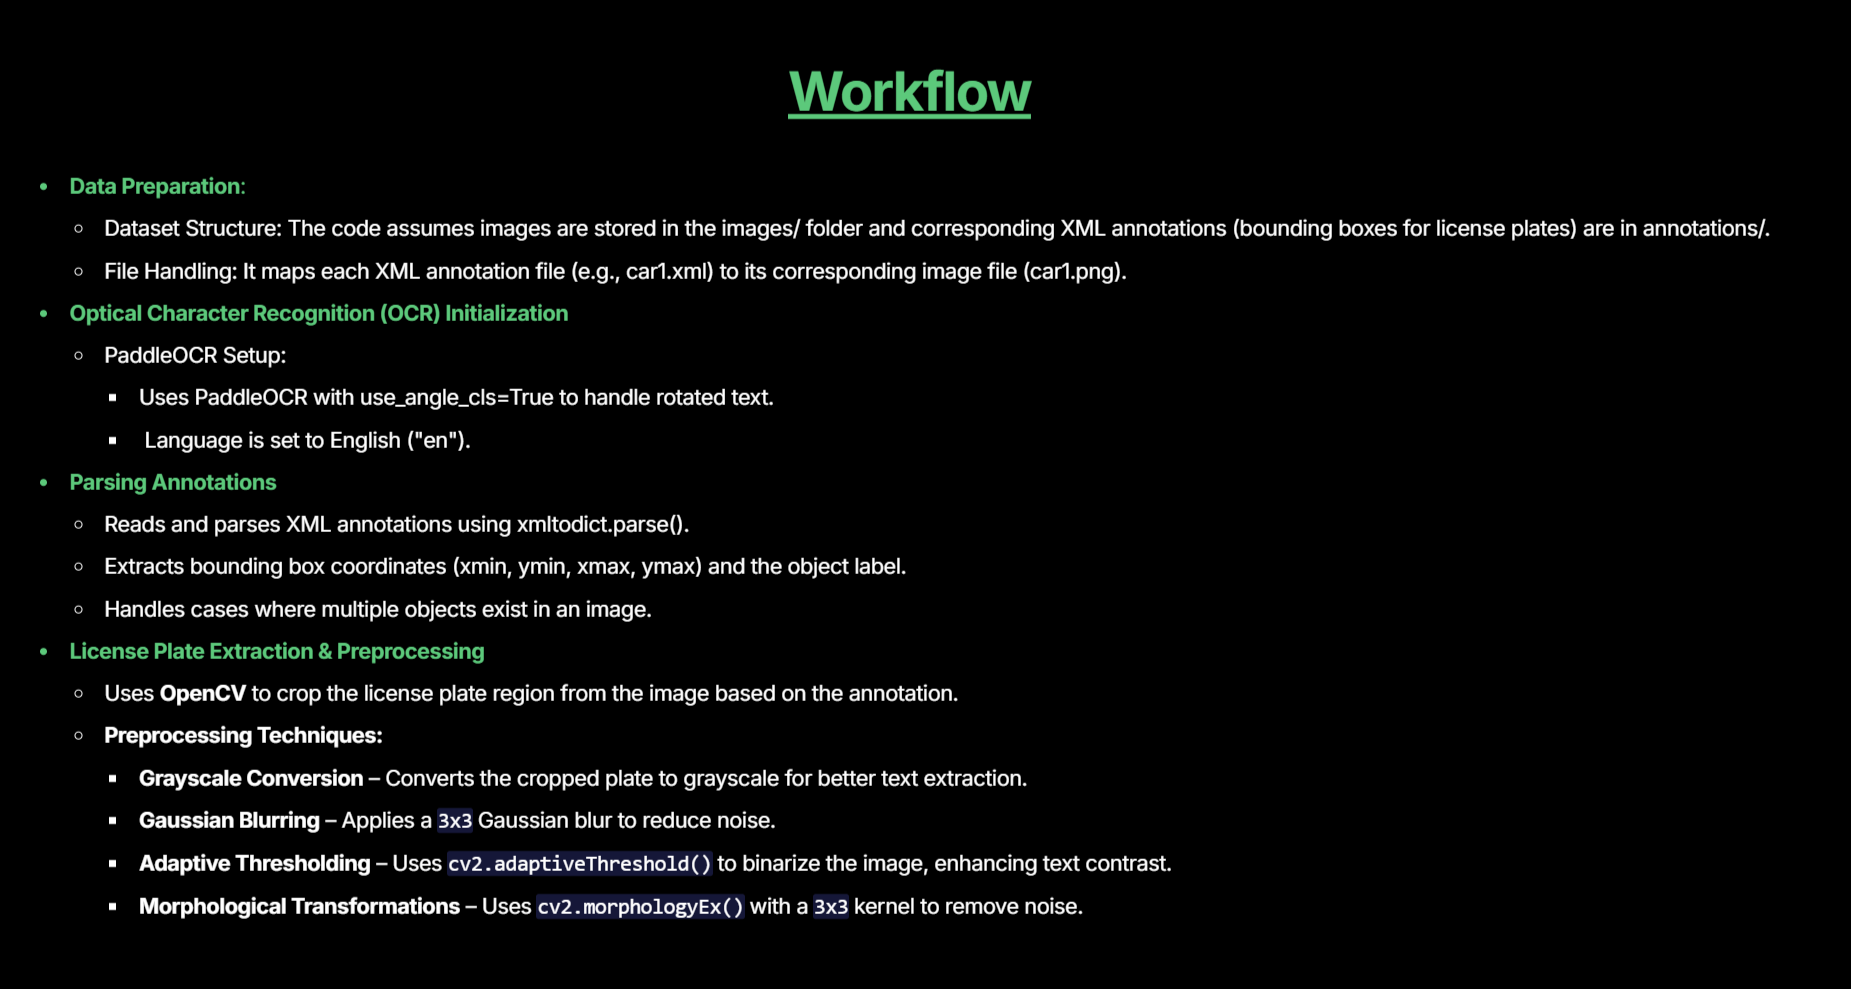 Workflow
• Data Preparation:
◦ Dataset Structure: The code assumes images are stored in the images/ folder and corresponding XML annotations (bounding boxes for license plates) are in annotations/.
◦ File Handling: It maps each XML annotation file (e.g., car1.xml) to its corresponding image file (car1.png).
• Optical Character Recognition (OCR) Initialization
◦ PaddleOCR Setup:
▪ Uses PaddleOCR with use_angle_cls=True to handle rotated text.
▪ Language is set to English ("en").
• Parsing Annotations
◦ Reads and parses XML annotations using xmltodict.parse().
◦ Extracts bounding box coordinates (xmin, ymin, xmax, ymax) and the object label.
◦ Handles cases where multiple objects exist in an image.
• License Plate Extraction & Preprocessing
◦ Uses OpenCV to crop the license plate region from the image based on the annotation.
◦ Preprocessing Techniques:
▪ Grayscale Conversion – Converts the cropped plate to grayscale for better text extraction.
▪ Gaussian Blurring – Applies a 3x3 Gaussian blur to reduce noise.
▪ Adaptive Thresholding – Uses cv2.adaptiveThreshold() to binarize the image, enhancing text contrast.
▪ Morphological Transformations – Uses cv2.morphologyEx() with a 3x3 kernel to remove noise.